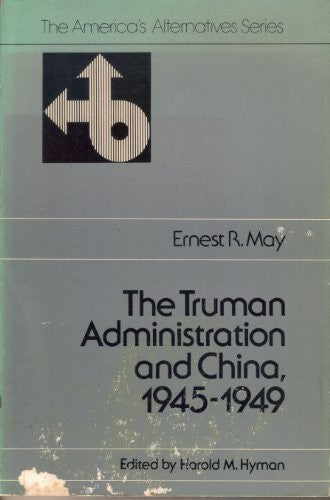 The America's Alternatives Series
Ernest R. May
The Truman
Administration
and China,
1945-1949
Edited by Harold M. Hyman